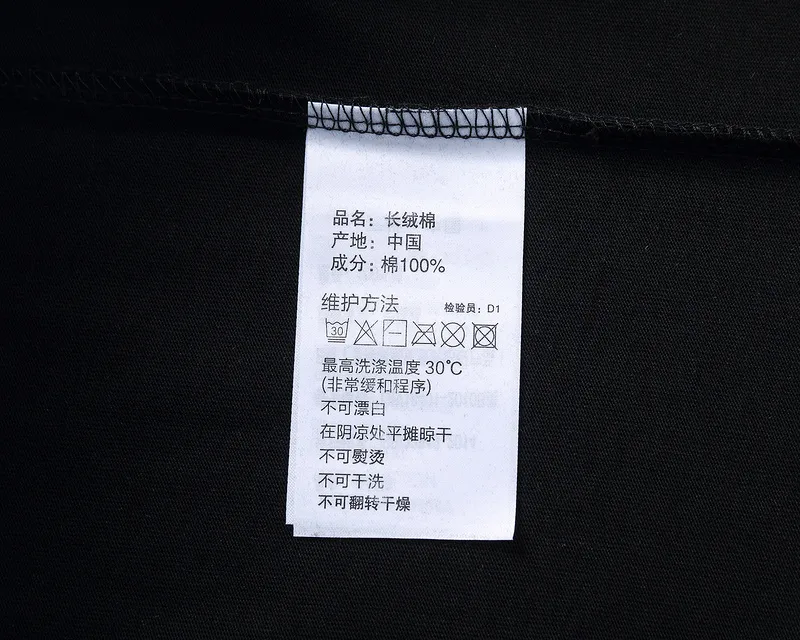 品名：长绒棉
产地：中国
成分：棉100%
维护方法 检验员：D1
30
最高洗涤温度 30℃
(非常缓和程序)
不可漂白
在阴凉处平摊晾干
不可熨烫
不可干洗
不可翻转干燥